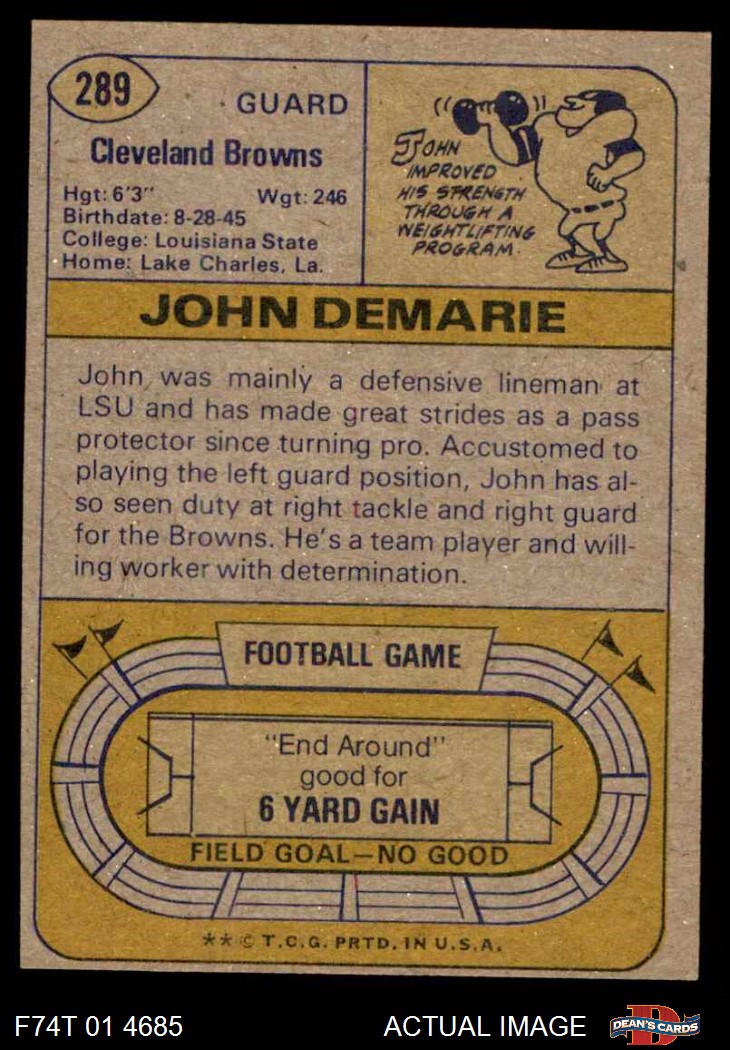 289
GUARD
Cleveland Browns
Hgt: 6'3" Wgt: 246
Birthdate: 8-28-45
College: Louisiana State
Home: Lake Charles, La.
JOHN
IMPROVED
HIS STRENGTH
THROUGH A
WEIGHTLIFTING
PROGRAM.
JOHN DEMARIE
John was mainly a defensive lineman at
LSU and has made great strides as a pass
protector since turning pro. Accustomed to
playing the left guard position, John has al-
so seen duty at right tackle and right guard
for the Browns. He's a team player and will-
ing worker with determination.
FOOTBALL GAME
"End Around"
good for
6 YARD GAIN
FIELD GOAL—NO GOOD
** © T.C.G. PRTD. IN U.S.A.
F74T 01 4685 ACTUAL IMAGE
D
DEAN'S CARDS